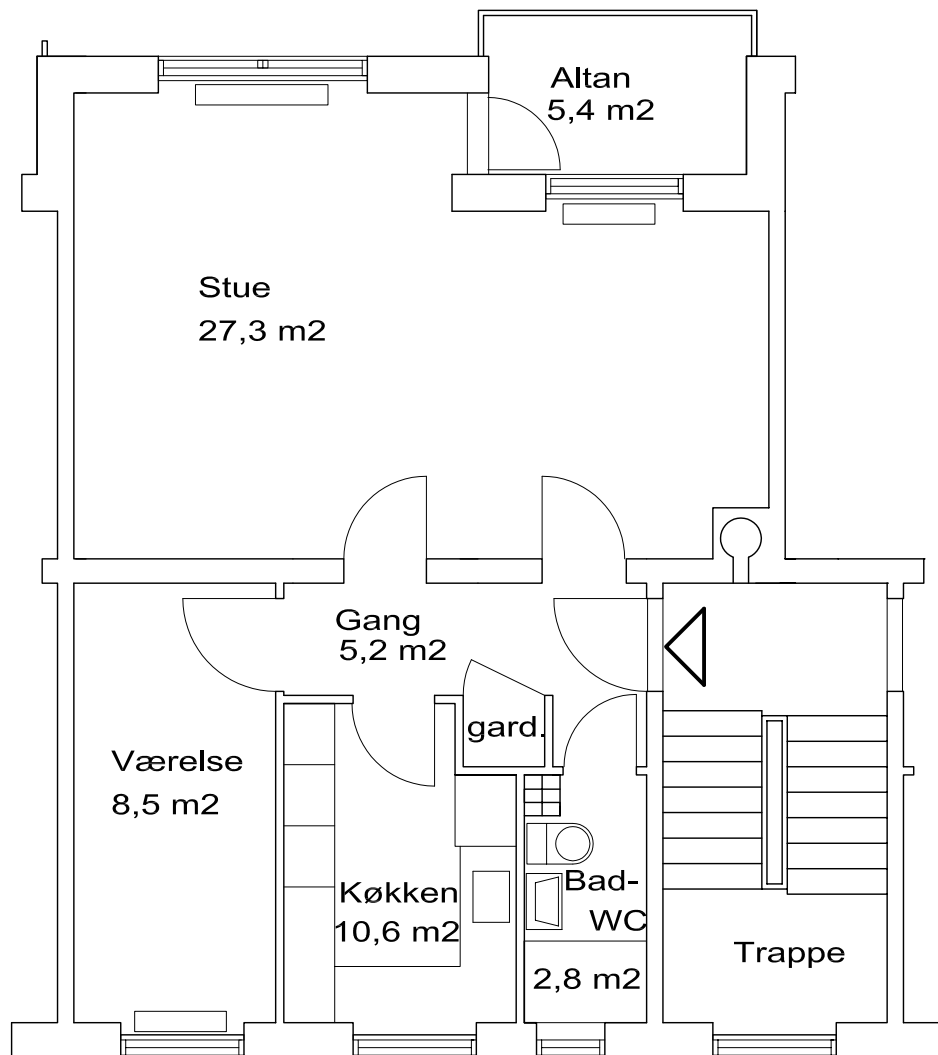 Altan
5,4 m2
Stue
27,3 m2
Gang
5,2 m2
gard.
Værelse
8,5 m2
Køkken
10,6 m2
Bad-
WC
2,8 m2
Trappe